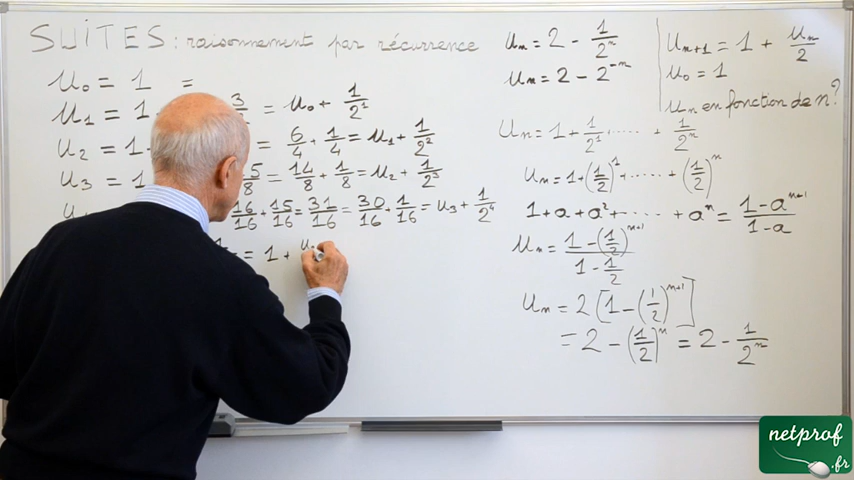 SUITES : raisonnement par récurrence
u₀ = 1 =
u₁ = 1 3/ = u₀ + 1/2¹
u₂ = 1 = 6/4 + 1/4 = u₁ + 1/2²
u₃ = 1 /8 = 14/8 + 1/8 = u₂ + 1/2³
16/16 + 15/16 = 31/16 = 30/16 + 1/16 = u₃ + 1/2⁴
= 1 +
uₙ = 2 - 1/2ⁿ
uₙ = 2 - 2⁻ⁿ
uₙ₊₁ = 1 + uₙ/2
u₀ = 1
uₙ en fonction de n ?
uₙ = 1 + 1/2¹ + ..... + 1/2ⁿ
uₙ = 1 + (1/2)¹ + ..... + (1/2)ⁿ
1 + a + a² + ..... + aⁿ = (1 - aⁿ⁺¹)/(1 - a)
uₙ = (1 - (1/2)ⁿ⁺¹)/(1 - 1/2)
uₙ = 2 [1 - (1/2)ⁿ⁺¹]
= 2 - (1/2)ⁿ = 2 - 1/2ⁿ
netprof
.fr